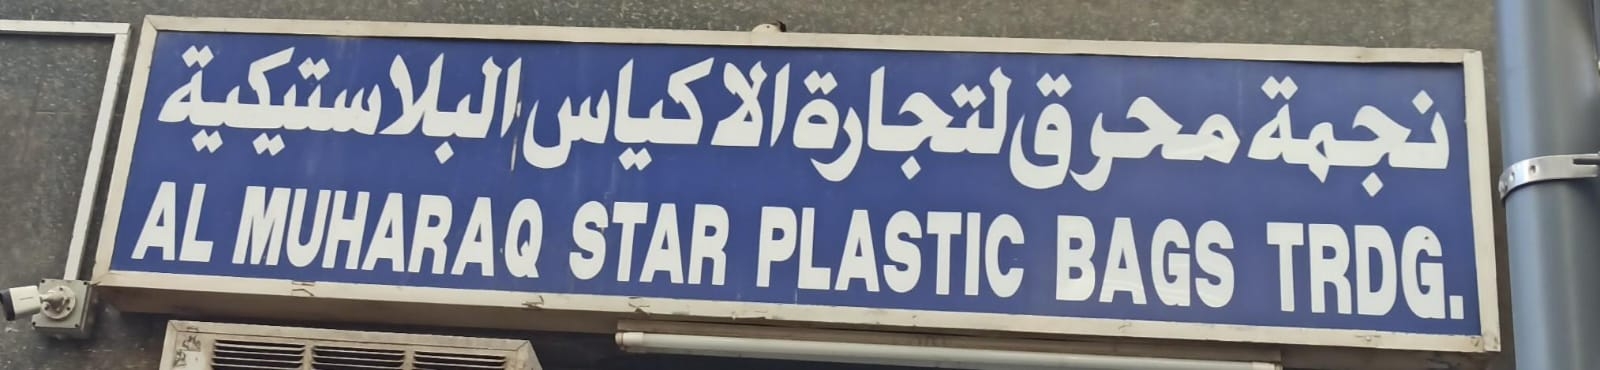 نجمة محرق لتجارة الاكياس البلاستيكية
AL MUHARAQ STAR PLASTIC BAGS TRDG.